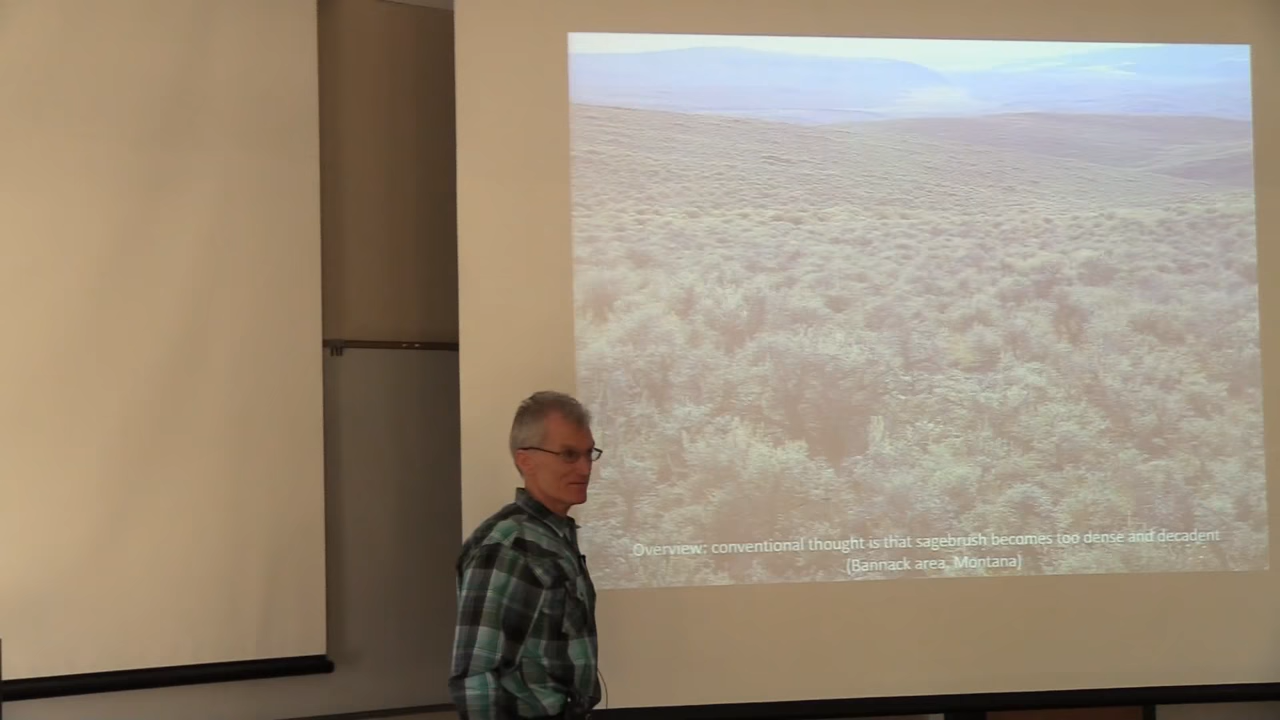 Overview: conventional thought is that sagebrush becomes too dense and decadent
(Bannack area, Montana)